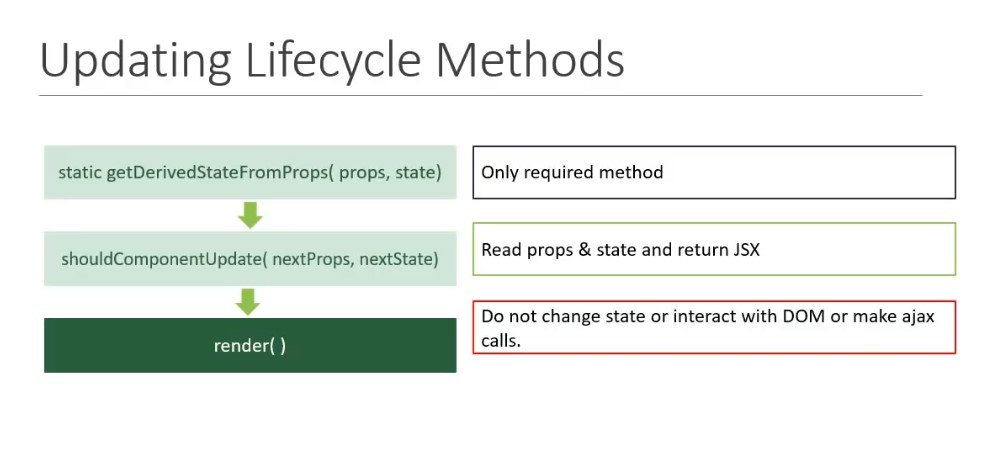 Updating Lifecycle Methods
static getDerivedStateFromProps( props, state)
Only required method
shouldComponentUpdate( nextProps, nextState)
Read props & state and return JSX
render( )
Do not change state or interact with DOM or make ajax
calls.